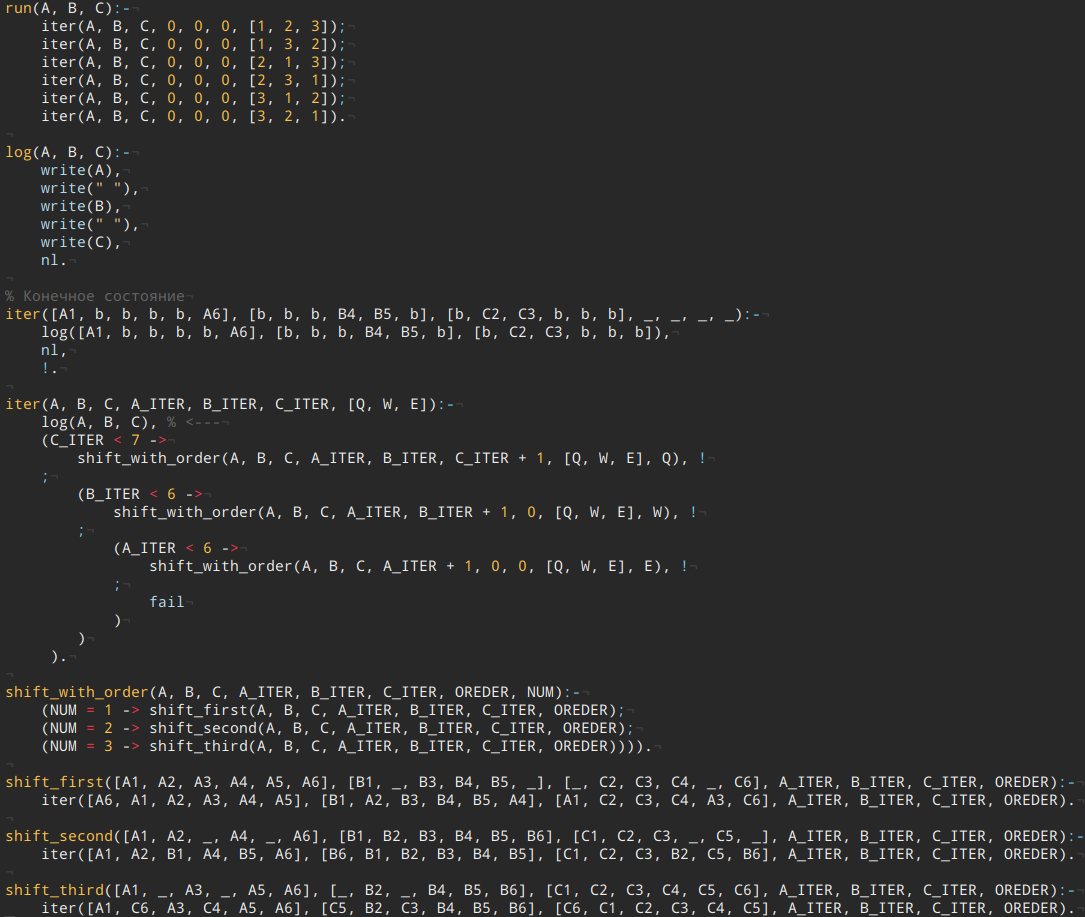 run(A, B, C):-
    iter(A, B, C, 0, 0, 0, [1, 2, 3]);
    iter(A, B, C, 0, 0, 0, [1, 3, 2]);
    iter(A, B, C, 0, 0, 0, [2, 1, 3]);
    iter(A, B, C, 0, 0, 0, [2, 3, 1]);
    iter(A, B, C, 0, 0, 0, [3, 1, 2]);
    iter(A, B, C, 0, 0, 0, [3, 2, 1]).
log(A, B, C):-
    write(A),
    write(" "),
    write(B),
    write(" "),
    write(C),
    nl.
% Конечное состояние
iter([A1, b, b, b, b, A6], [b, b, b, B4, B5, b], [b, C2, C3, b, b, b], _, _, _, _):-
    log([A1, b, b, b, b, A6], [b, b, b, B4, B5, b], [b, C2, C3, b, b, b]),
    nl,
    !.
iter(A, B, C, A_ITER, B_ITER, C_ITER, [Q, W, E]):-
    log(A, B, C), % <---
    (C_ITER < 7 ->
        shift_with_order(A, B, C, A_ITER, B_ITER, C_ITER + 1, [Q, W, E], Q), !
    ;
        (B_ITER < 6 ->
            shift_with_order(A, B, C, A_ITER, B_ITER + 1, 0, [Q, W, E], W), !
        ;
            (A_ITER < 6 ->
                shift_with_order(A, B, C, A_ITER + 1, 0, 0, [Q, W, E], E), !
            ;
                fail
            )
        )
     ).
shift_with_order(A, B, C, A_ITER, B_ITER, C_ITER, OREDER, NUM):-
    (NUM = 1 -> shift_first(A, B, C, A_ITER, B_ITER, C_ITER, OREDER);
    (NUM = 2 -> shift_second(A, B, C, A_ITER, B_ITER, C_ITER, OREDER);
    (NUM = 3 -> shift_third(A, B, C, A_ITER, B_ITER, C_ITER, OREDER)))).
shift_first([A1, A2, A3, A4, A5, A6], [B1, _, B3, B4, B5, _], [_, C2, C3, C4, _, C6], A_ITER, B_ITER, C_ITER, OREDER):-
    iter([A6, A1, A2, A3, A4, A5], [B1, A2, B3, B4, B5, A4], [A1, C2, C3, C4, A3, C6], A_ITER, B_ITER, C_ITER, OREDER).
shift_second([A1, A2, _, A4, _, A6], [B1, B2, B3, B4, B5, B6], [C1, C2, C3, _, C5, _], A_ITER, B_ITER, C_ITER, OREDER):-
    iter([A1, A2, B1, A4, B5, A6], [B6, B1, B2, B3, B4, B5], [C1, C2, C3, B2, C5, B6], A_ITER, B_ITER, C_ITER, OREDER).
shift_third([A1, _, A3, _, A5, A6], [_, B2, _, B4, B5, B6], [C1, C2, C3, C4, C5, C6], A_ITER, B_ITER, C_ITER, OREDER):-
    iter([A1, C6, A3, C4, A5, A6], [C5, B2, C3, B4, B5, B6], [C6, C1, C2, C3, C4, C5], A_ITER, B_ITER, C_ITER, OREDER).